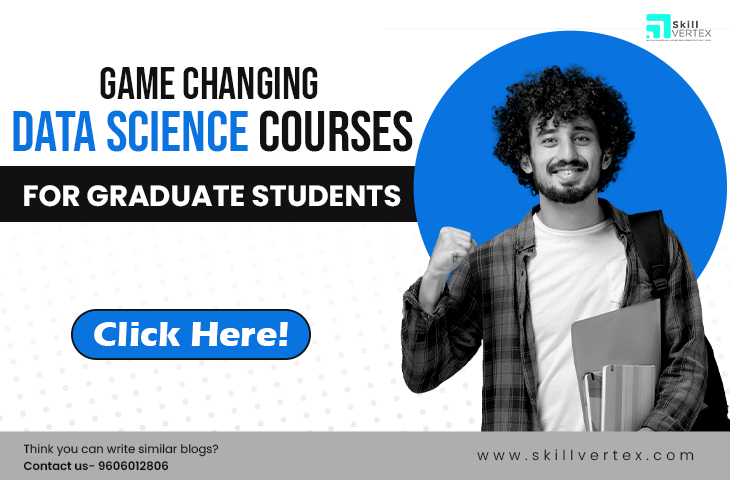 Skill
VERTEX
GAME CHANGING
DATA SCIENCE COURSES
FOR GRADUATE STUDENTS
Click Here!
Think you can write similar blogs?
Contact us- 9606012806
www.skillvertex.com